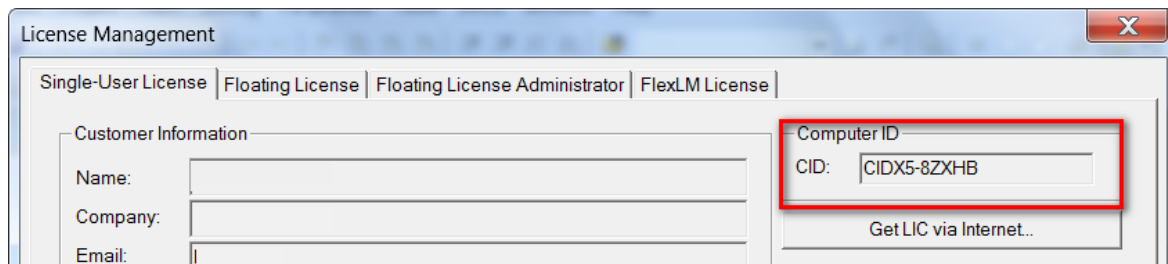 License Management
Single-User License Floating License Floating License Administrator FlexLM License
Customer Information
Name:
Company:
Email:
Computer ID
CID: CIDX5-8ZXHB
Get LIC via Internet...